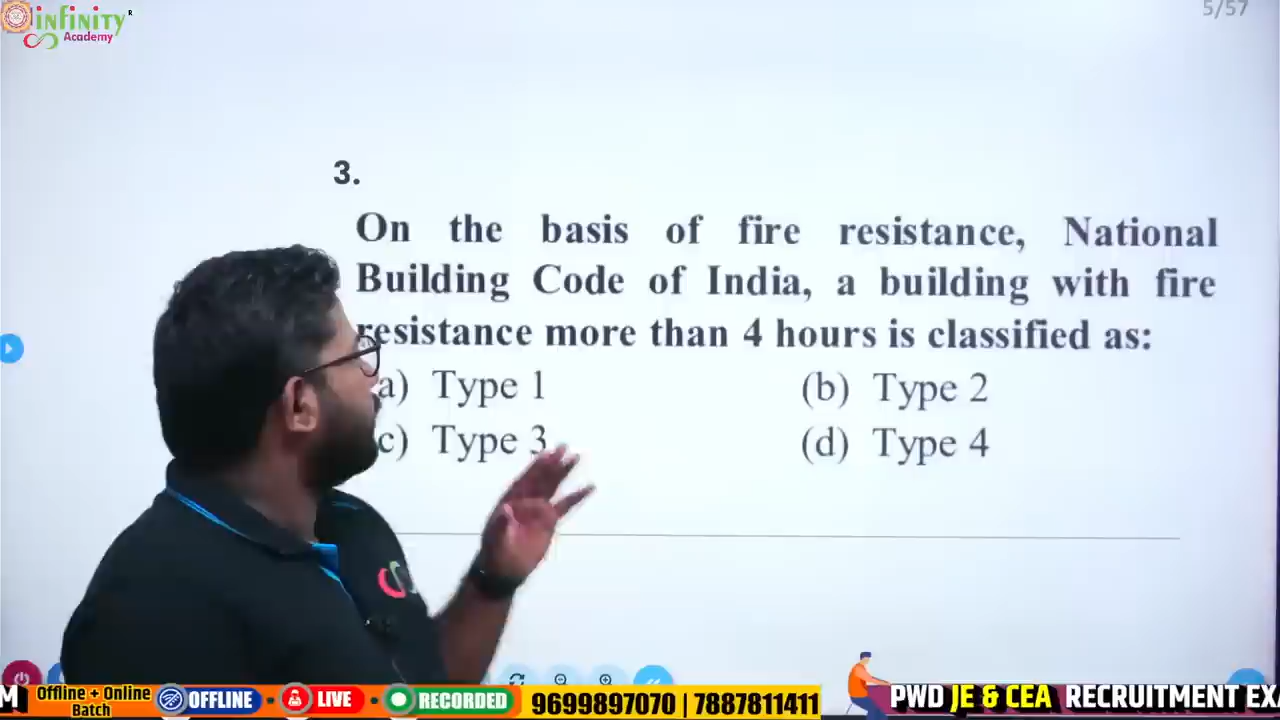 infinity
Academy
5/57
3.
On the basis of fire resistance, National
Building Code of India, a building with fire
resistance more than 4 hours is classified as:
a) Type 1
(b) Type 2
c) Type 3
(d) Type 4
M
Offline + Online
Batch
OFFLINE
LIVE
RECORDED
9699897070 | 7887811411
PWD JE & CEA RECRUITMENT EX